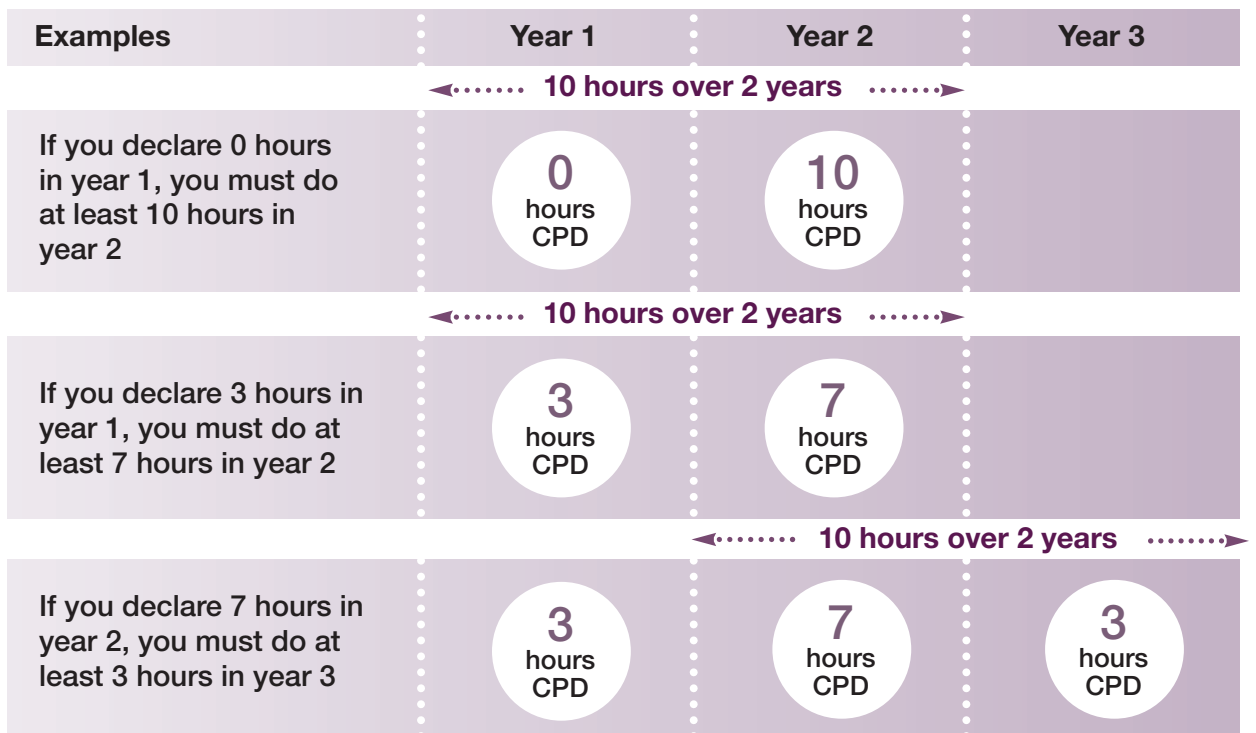 Examples Year 1 Year 2 Year 3
10 hours over 2 years
If you declare 0 hours
in year 1, you must do
at least 10 hours in
year 2
0
hours
CPD
10
hours
CPD
10 hours over 2 years
If you declare 3 hours in
year 1, you must do at
least 7 hours in year 2
3
hours
CPD
7
hours
CPD
10 hours over 2 years
If you declare 7 hours in
year 2, you must do at
least 3 hours in year 3
3
hours
CPD
7
hours
CPD
3
hours
CPD